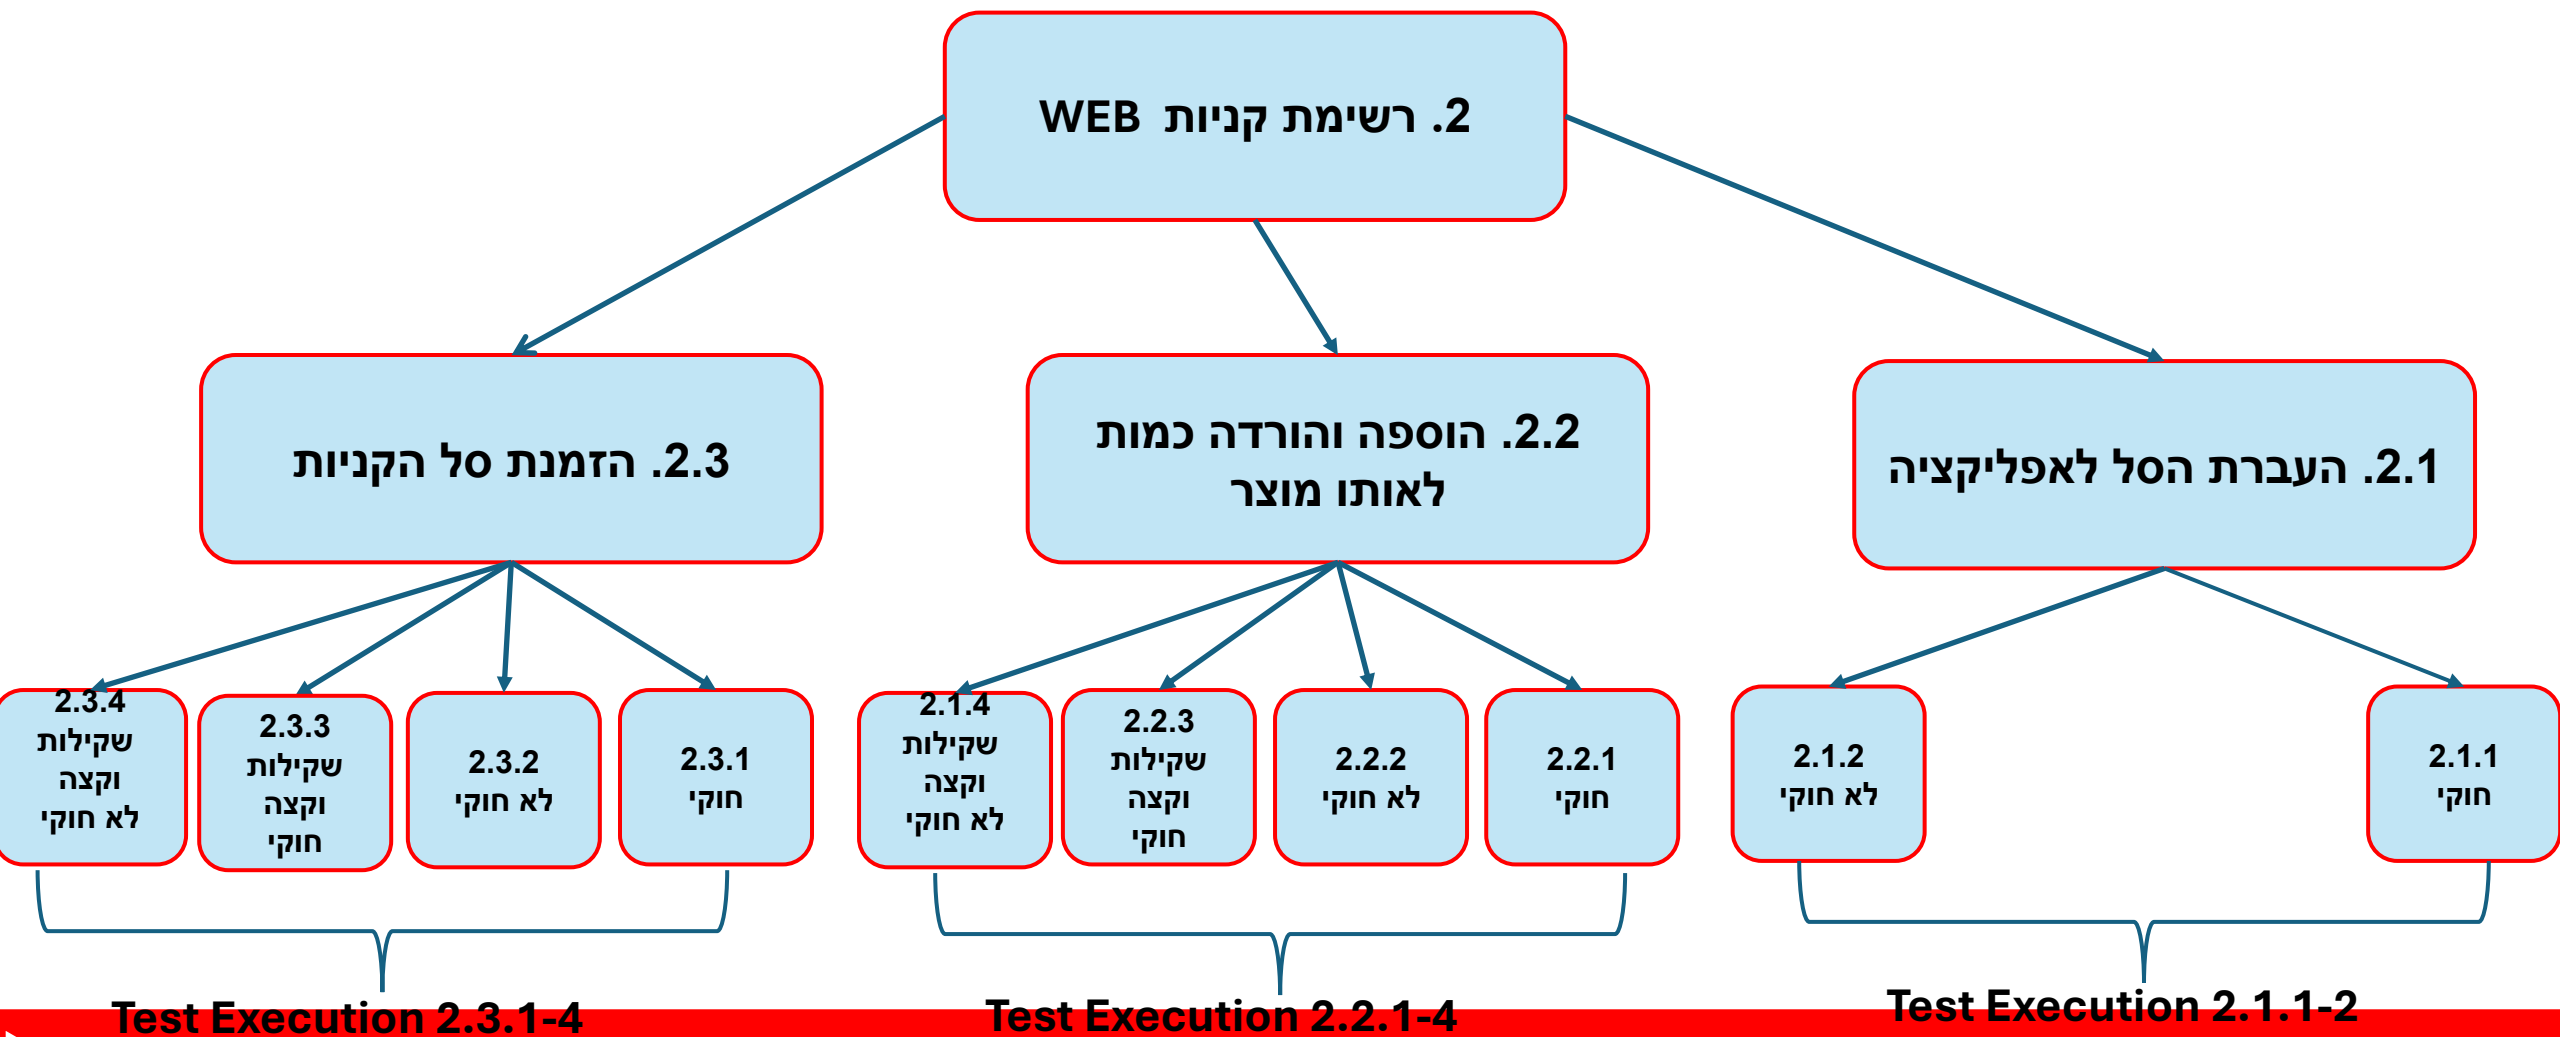 2. רשימת קניות WEB
2.1. העברת הסל לאפליקציה
2.2. הוספה והורדה כמות
לאותו מוצר
2.3. הזמנת סל הקניות
2.1.1
חוקי
2.1.2
לא חוקי
2.2.1
חוקי
2.2.2
לא חוקי
2.2.3
שקילות
וקצה
חוקי
2.1.4
שקילות
וקצה
לא חוקי
2.3.1
חוקי
2.3.2
לא חוקי
2.3.3
שקילות
וקצה
חוקי
2.3.4
שקילות
וקצה
לא חוקי
Test Execution 2.1.1-2
Test Execution 2.2.1-4
Test Execution 2.3.1-4